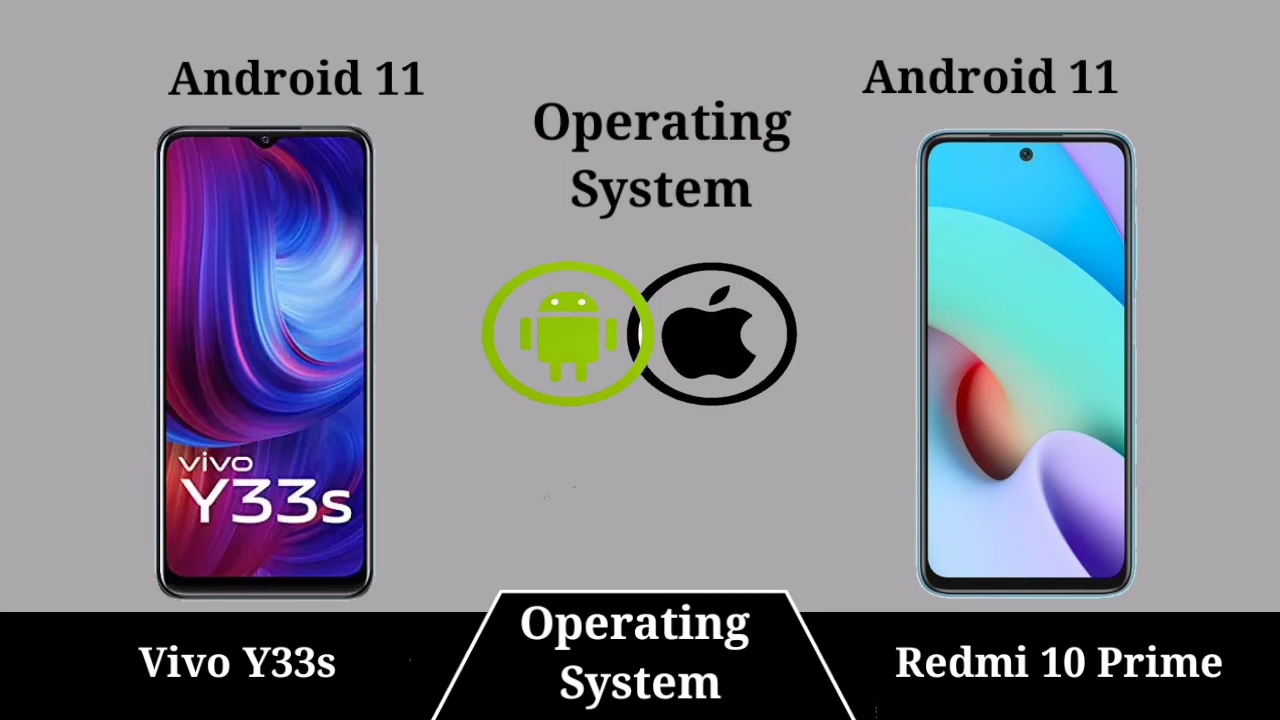 Android 11
Android 11
Operating
System
vivo
Y33s
Vivo Y33s
Operating
System
Redmi 10 Prime